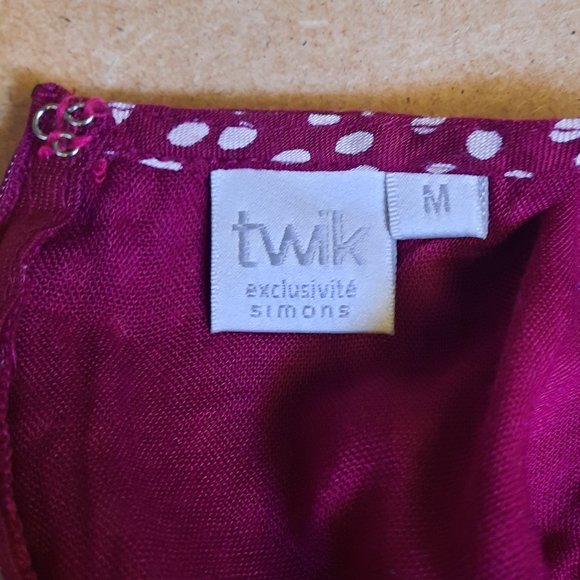 twik
M
exclusivité
simons